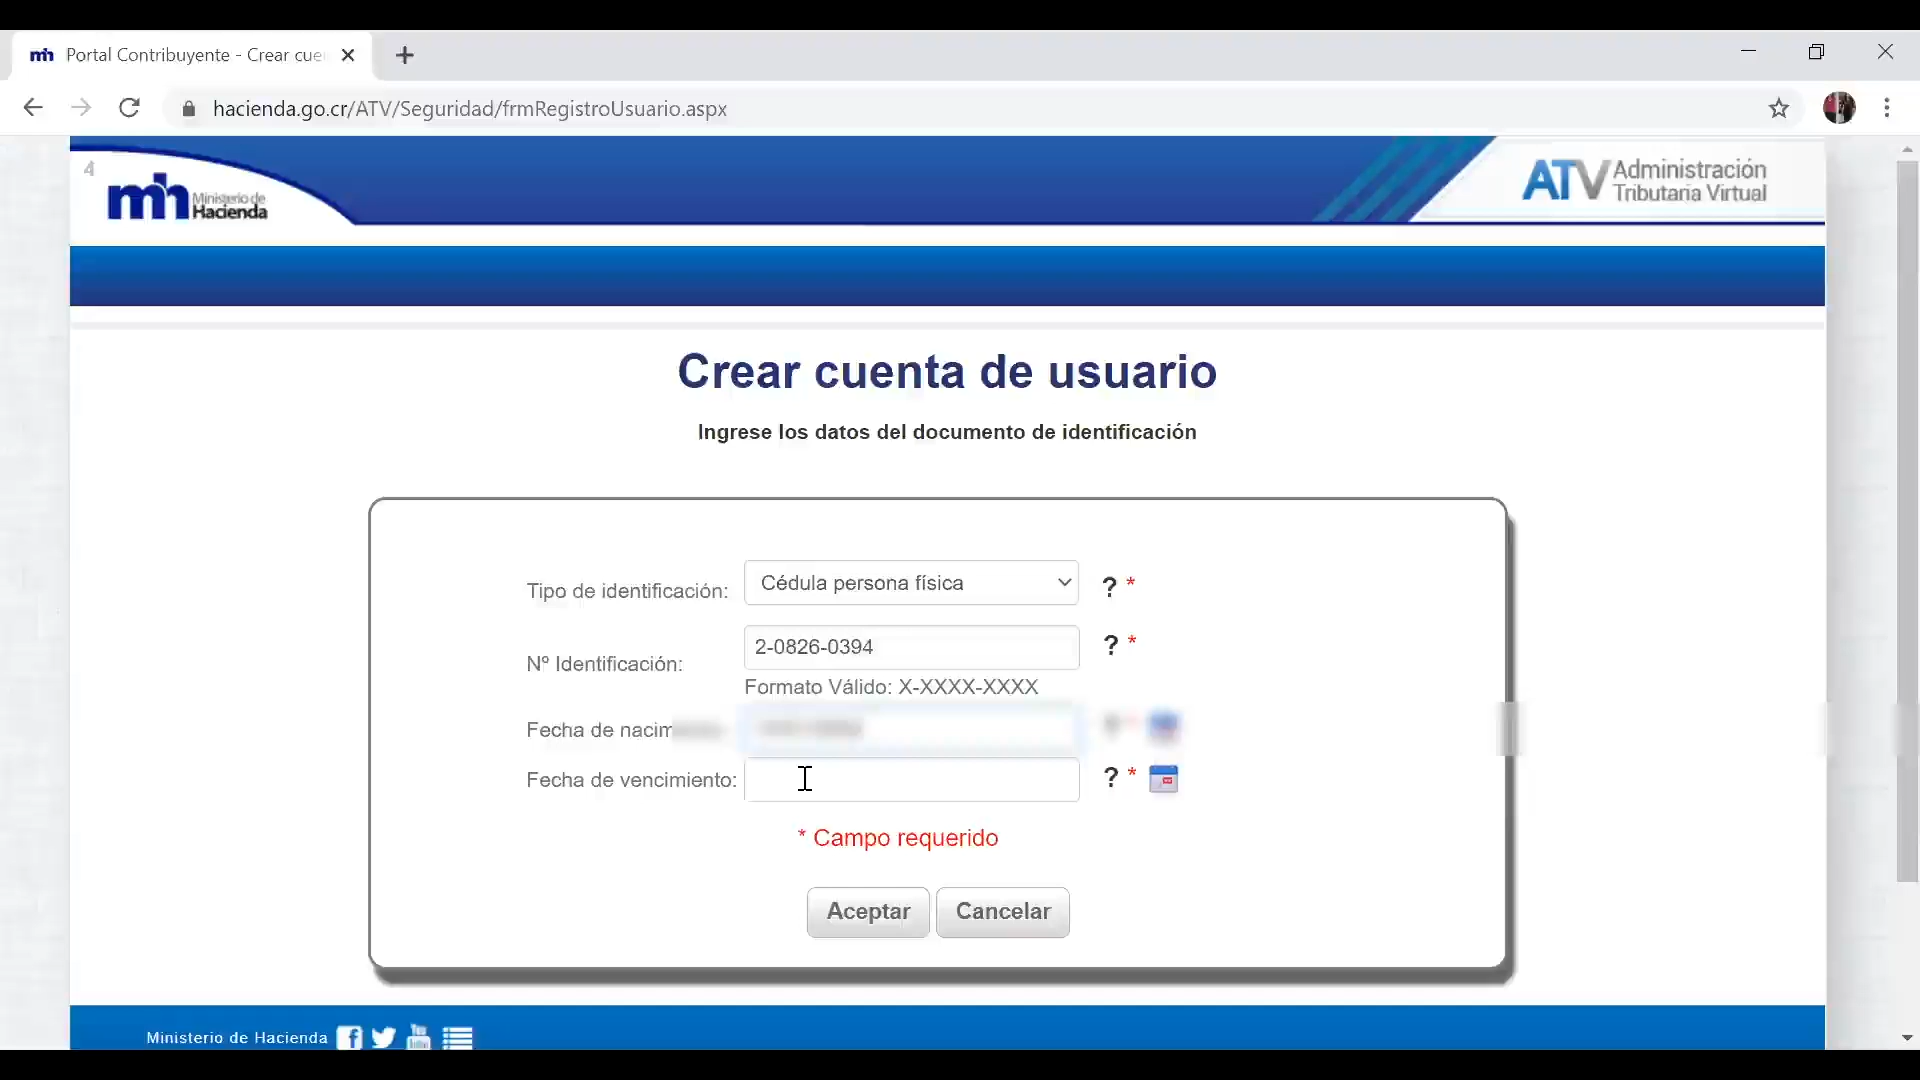 Portal Contribuyente - Crear cue
hacienda.go.cr/ATV/Seguridad/frmRegistroUsuario.aspx
4
mh Ministerio de
Hacienda
ATV Administración
Tributaria Virtual
Crear cuenta de usuario
Ingrese los datos del documento de identificación
Tipo de identificación: Cédula persona física ? *
Nº Identificación: 2-0826-0394 ? *
Formato Válido: X-XXXX-XXXX
Fecha de
Fecha de vencimiento: ? *
* Campo requerido
Aceptar Cancelar
Ministerio de Hacienda